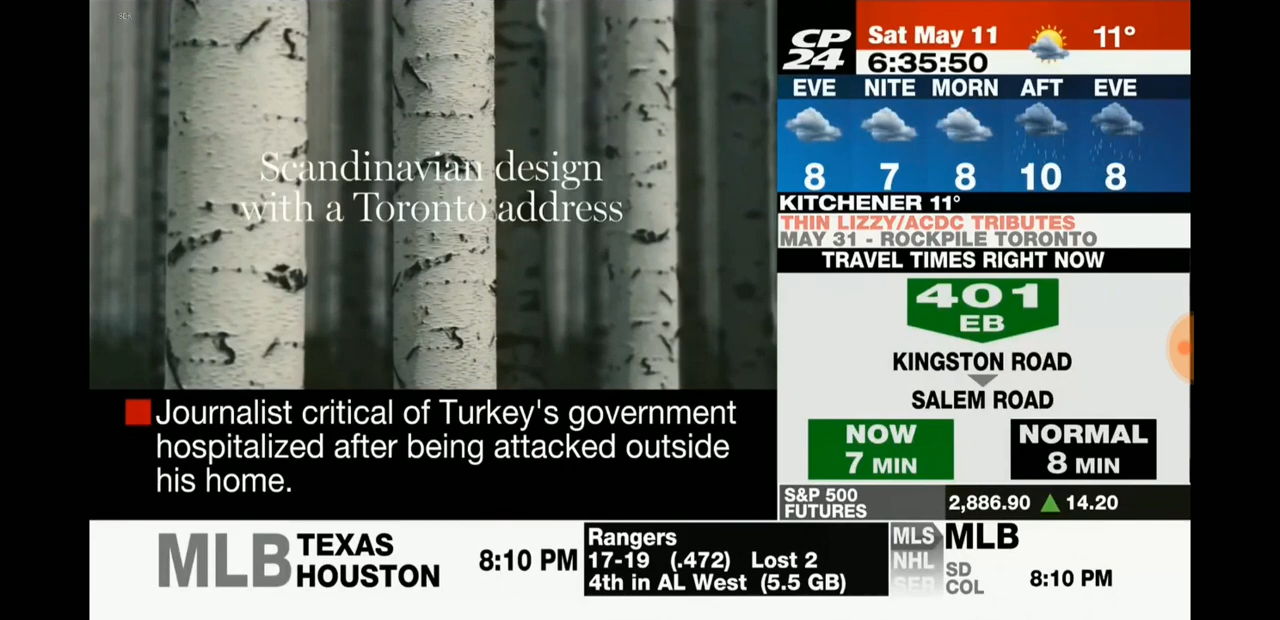 Scandinavian design
with a Toronto address
Journalist critical of Turkey's government
hospitalized after being attacked outside
his home.
CP
24
Sat May 11
11°
6:35:50
EVE NITE MORN AFT EVE
8 7 8 10 8
KITCHENER 11°
THIN LIZZY/ACDC TRIBUTES
MAY 31 - ROCKPILE TORONTO
TRAVEL TIMES RIGHT NOW
401
EB
KINGSTON ROAD
SALEM ROAD
NOW
7 MIN
NORMAL
8 MIN
S&P 500
FUTURES
2,886.90 14.20
MLB
TEXAS
HOUSTON
8:10 PM
Rangers
17-19 (.472) Lost 2
4th in AL West (5.5 GB)
MLS
NHL
SER
MLB
SD
COL
8:10 PM